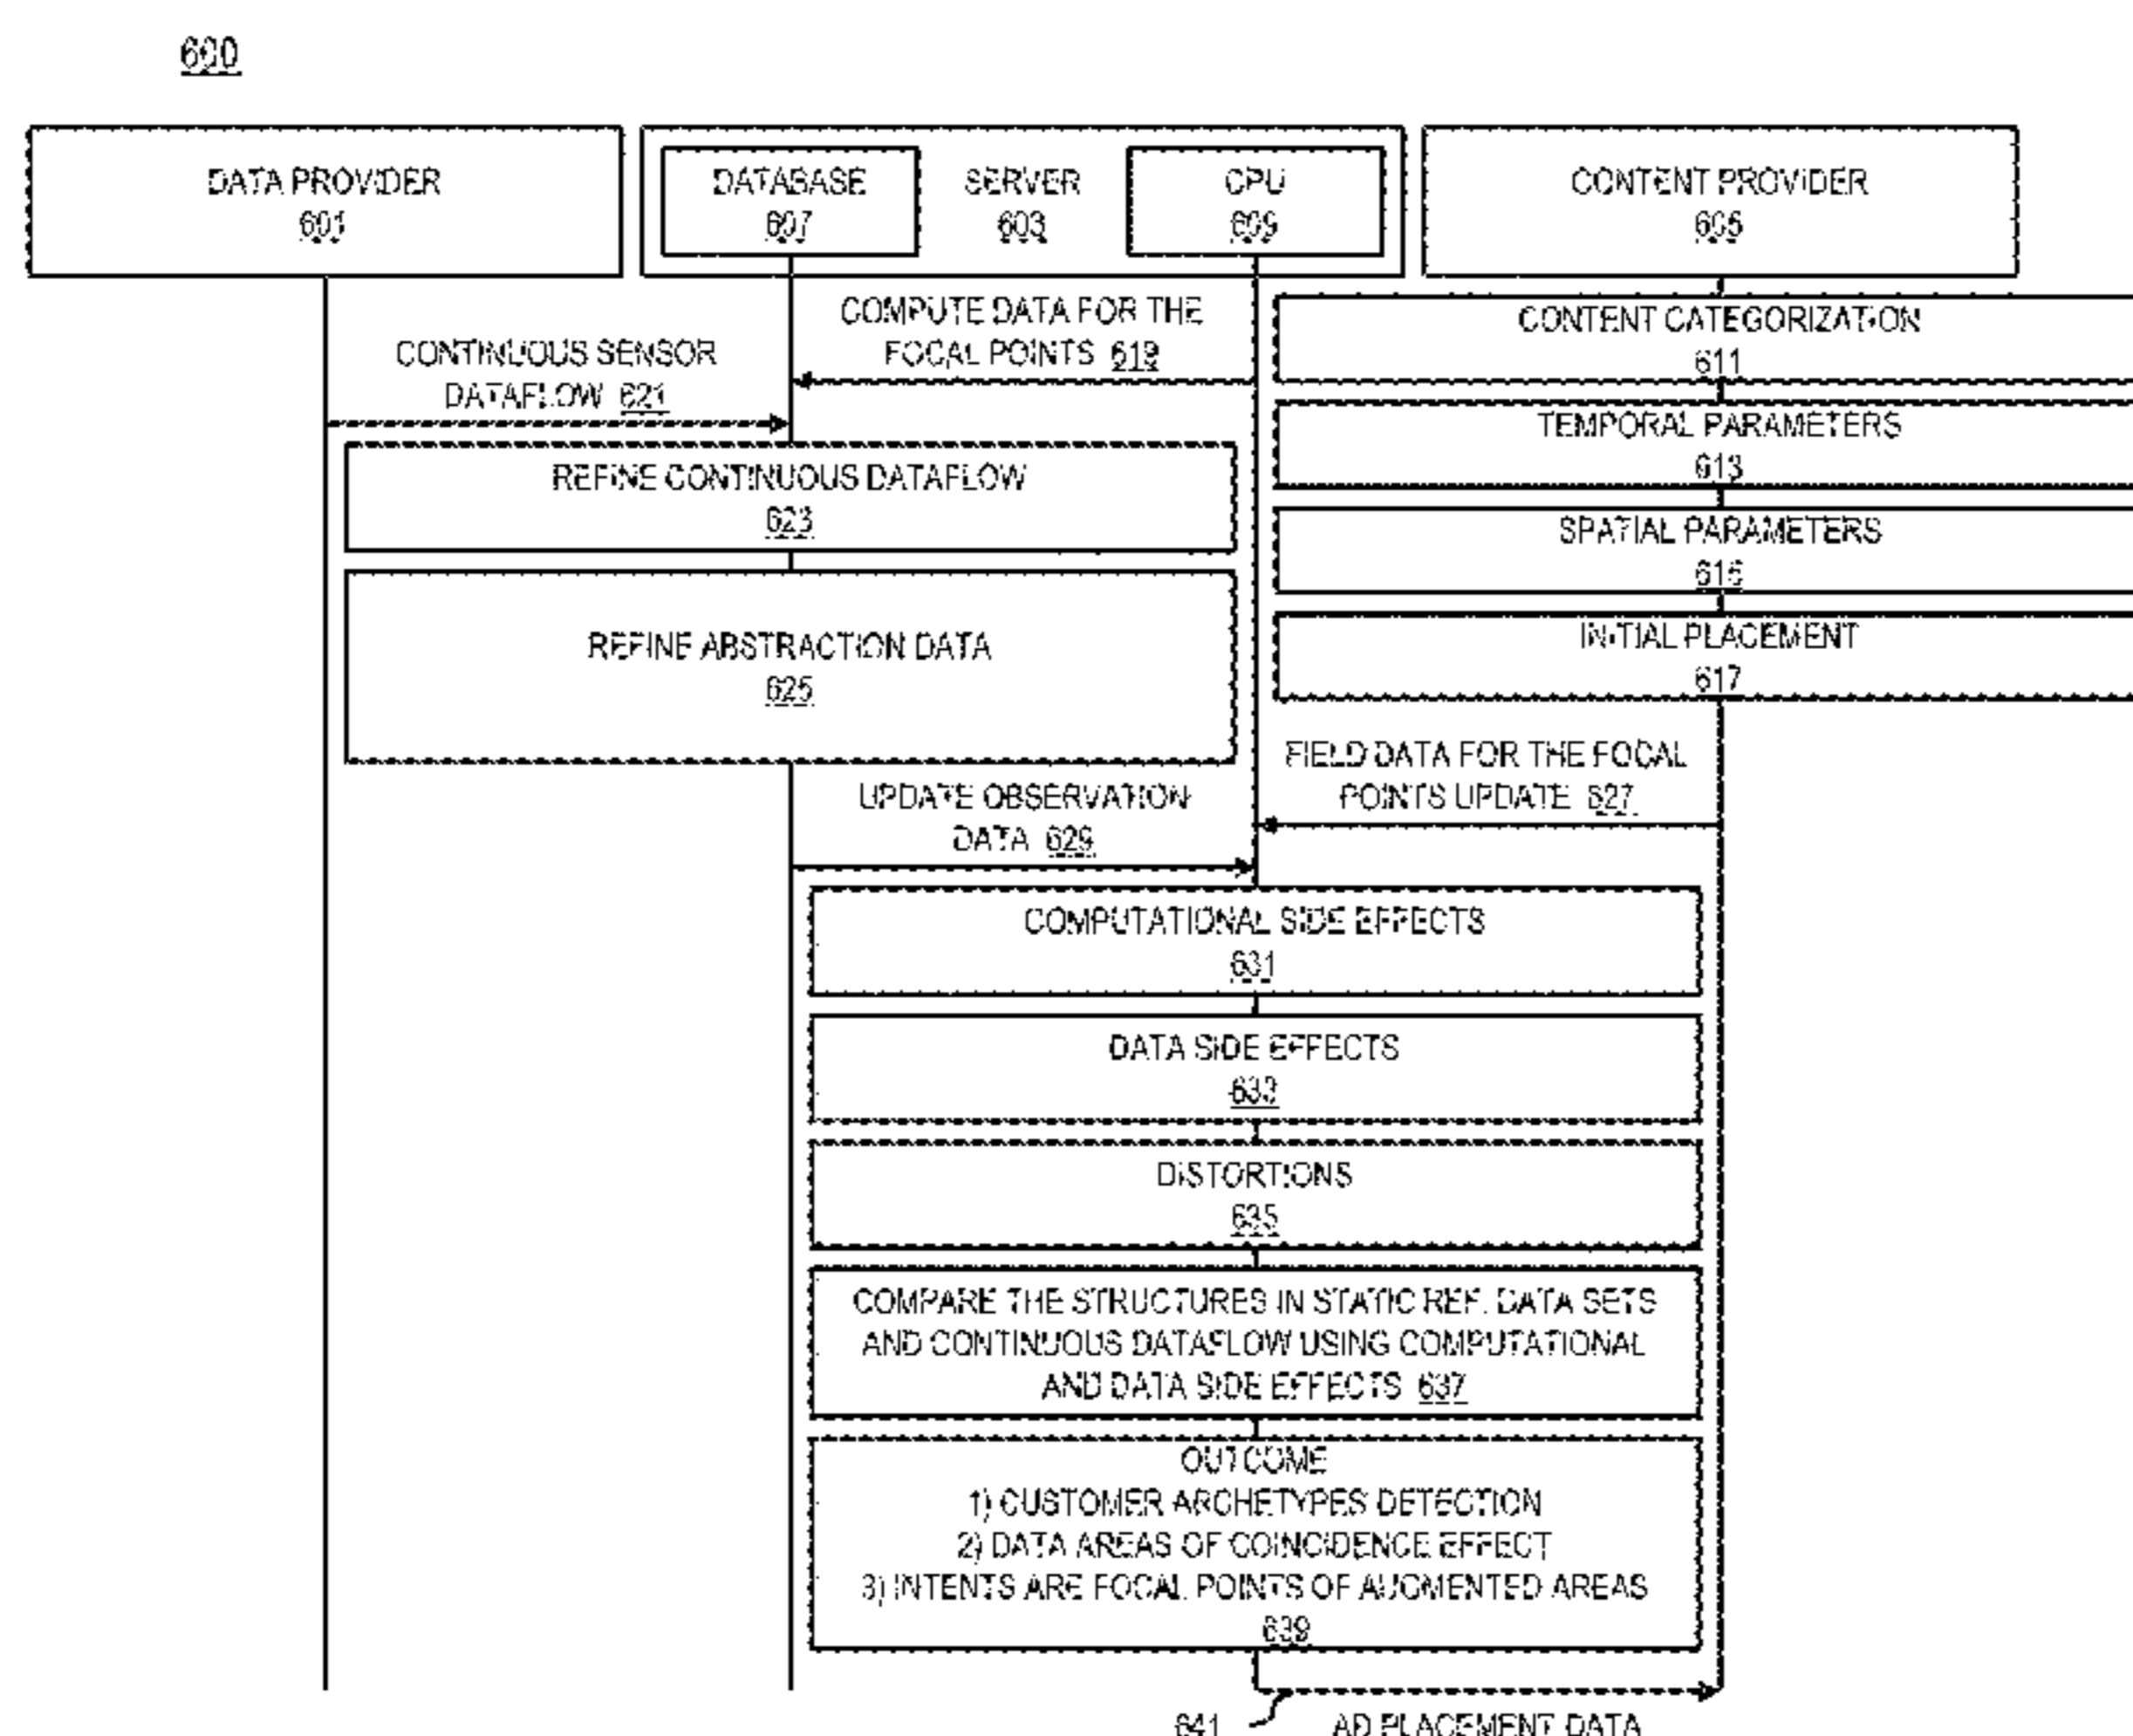 600
DATA PROVIDER
601
DATABASE
607
SERVER
603
CPU
609
CONTENT PROVIDER
605
COMPUTE DATA FOR THE
FOCAL POINTS 619
CONTINUOUS SENSOR
DATAFLOW 621
CONTENT CATEGORIZATION
611
TEMPORAL PARAMETERS
613
REFINE CONTINUOUS DATAFLOW
623
SPATIAL PARAMETERS
615
REFINE ABSTRACTION DATA
625
INITIAL PLACEMENT
617
FIELD DATA FOR THE FOCAL
POINTS UPDATE 627
UPDATE OBSERVATION
DATA 629
COMPUTATIONAL SIDE EFFECTS
631
DATA SIDE EFFECTS
633
DISTORTIONS
635
COMPARE THE STRUCTURES IN STATIC REF. DATA SETS
AND CONTINUOUS DATAFLOW USING COMPUTATIONAL
AND DATA SIDE EFFECTS 637
OUTCOME
1) CUSTOMER ARCHETYPES DETECTION
2) DATA AREAS OF COINCIDENCE EFFECT
3) INTENTS ARE FOCAL POINTS OF AUGMENTED AREAS
639
641
AD PLACEMENT DATA